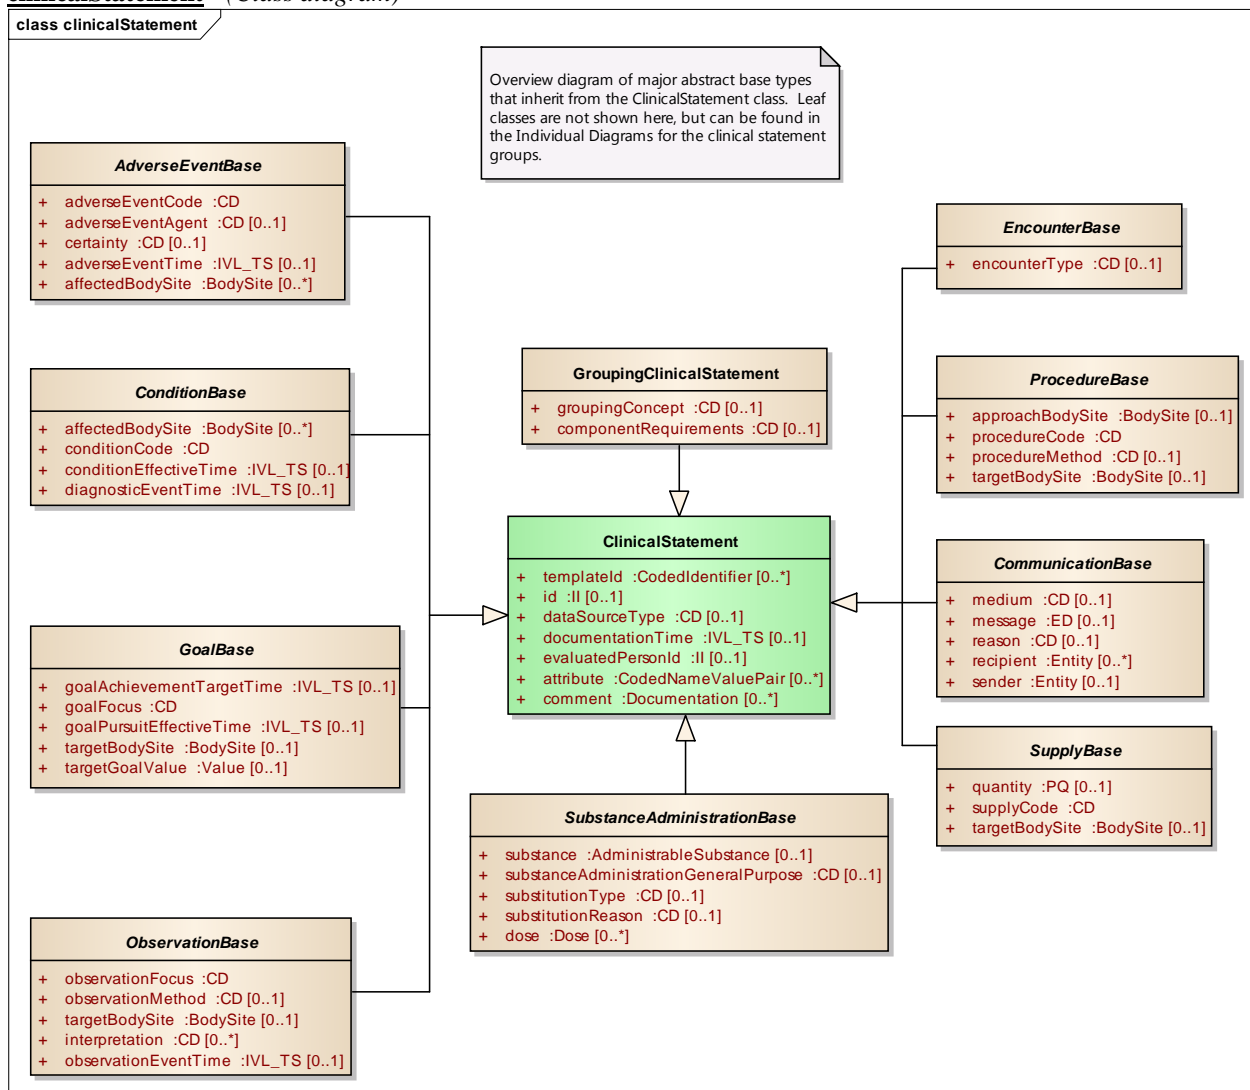 clinicalStatement - (Class diagram)
class clinicalStatement
Overview diagram of major abstract base types
that inherit from the ClinicalStatement class.  Leaf
classes are not shown here, but can be found in
the Individual Diagrams for the clinical statement
groups.
AdverseEventBase
+ adverseEventCode :CD
+ adverseEventAgent :CD [0..1]
+ certainty :CD [0..1]
+ adverseEventTime :IVL_TS [0..1]
+ affectedBodySite :BodySite [0..*]
ConditionBase
+ affectedBodySite :BodySite [0..*]
+ conditionCode :CD
+ conditionEffectiveTime :IVL_TS [0..1]
+ diagnosticEventTime :IVL_TS [0..1]
GoalBase
+ goalAchievementTargetTime :IVL_TS [0..1]
+ goalFocus :CD
+ goalPursuitEffectiveTime :IVL_TS [0..1]
+ targetBodySite :BodySite [0..1]
+ targetGoalValue :Value [0..1]
ObservationBase
+ observationFocus :CD
+ observationMethod :CD [0..1]
+ targetBodySite :BodySite [0..1]
+ interpretation :CD [0..*]
+ observationEventTime :IVL_TS [0..1]
GroupingClinicalStatement
+ groupingConcept :CD [0..1]
+ componentRequirements :CD [0..1]
ClinicalStatement
+ templateId :CodedIdentifier [0..*]
+ id :II [0..1]
+ dataSourceType :CD [0..1]
+ documentationTime :IVL_TS [0..1]
+ evaluatedPersonId :II [0..1]
+ attribute :CodedNameValuePair [0..*]
+ comment :Documentation [0..*]
SubstanceAdministrationBase
+ substance :AdministrableSubstance [0..1]
+ substanceAdministrationGeneralPurpose :CD [0..1]
+ substitutionType :CD [0..1]
+ substitutionReason :CD [0..1]
+ dose :Dose [0..*]
EncounterBase
+ encounterType :CD [0..1]
ProcedureBase
+ approachBodySite :BodySite [0..1]
+ procedureCode :CD
+ procedureMethod :CD [0..1]
+ targetBodySite :BodySite [0..1]
CommunicationBase
+ medium :CD [0..1]
+ message :ED [0..1]
+ reason :CD [0..1]
+ recipient :Entity [0..*]
+ sender :Entity [0..1]
SupplyBase
+ quantity :PQ [0..1]
+ supplyCode :CD
+ targetBodySite :BodySite [0..1]